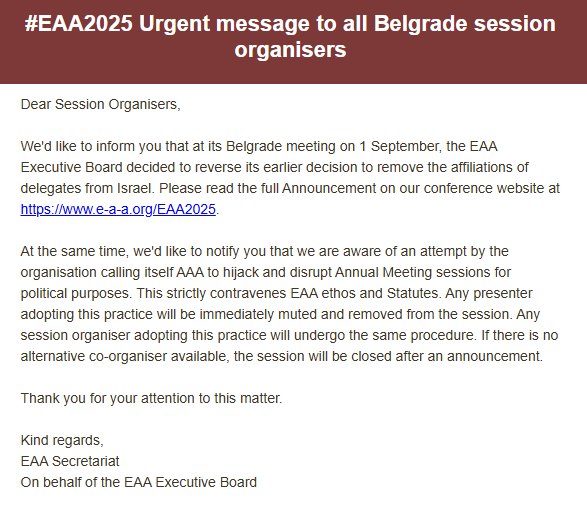 #EAA2025 Urgent message to all Belgrade session
organisers
Dear Session Organisers,
We'd like to inform you that at its Belgrade meeting on 1 September, the EAA
Executive Board decided to reverse its earlier decision to remove the affiliations of
delegates from Israel. Please read the full Announcement on our conference website at
https://www.e-a-a.org/EAA2025.
At the same time, we'd like to notify you that we are aware of an attempt by the
organisation calling itself AAA to hijack and disrupt Annual Meeting sessions for
political purposes. This strictly contravenes EAA ethos and Statutes. Any presenter
adopting this practice will be immediately muted and removed from the session. Any
session organiser adopting this practice will undergo the same procedure. If there is no
alternative co-organiser available, the session will be closed after an announcement.
Thank you for your attention to this matter.
Kind regards,
EAA Secretariat
On behalf of the EAA Executive Board